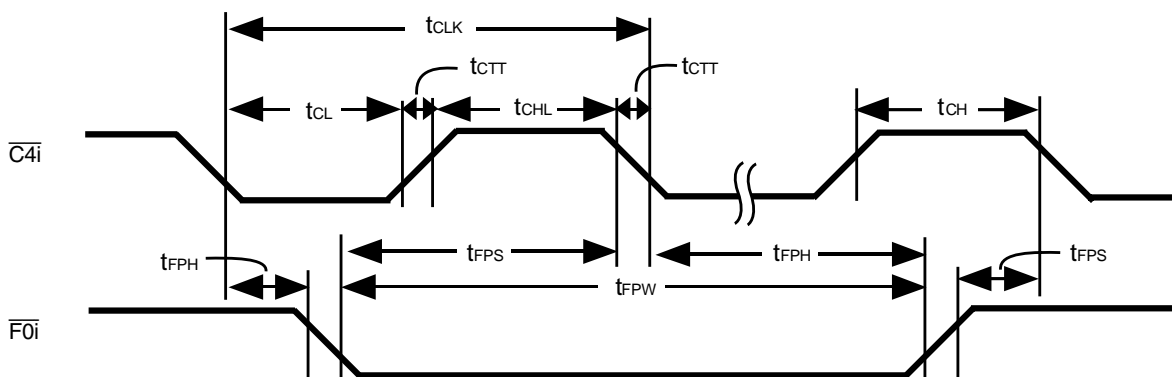 tCLK
tCTT
tCTT
tCL
tCHL
tCH
C4i
tFPH
tFPS
tFPH
tFPS
tFPW
F0i